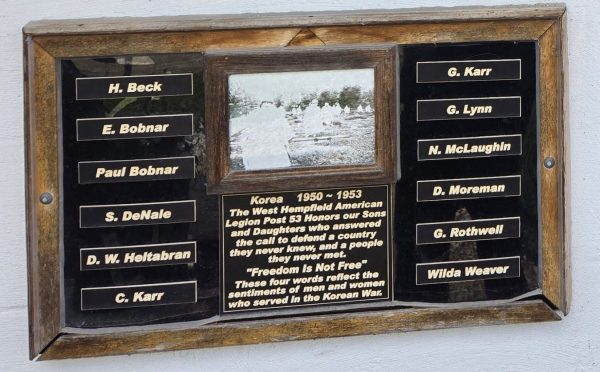 H. Beck
E. Bobnar
Paul Bobnar
S. DeNale
D. W. Heltabran
C. Karr
Korea 1950 ~ 1953
The West Hempfield American
Legion Post 53 Honors our Sons
and Daughters who answered
the call to defend a country
they never knew, and a people
they never met.
"Freedom Is Not Free"
These four words reflect the
sentiments of men and women
who served in the Korean War.
G. Karr
G. Lynn
N. McLaughin
D. Moreman
G. Rothwell
Wilda Weaver